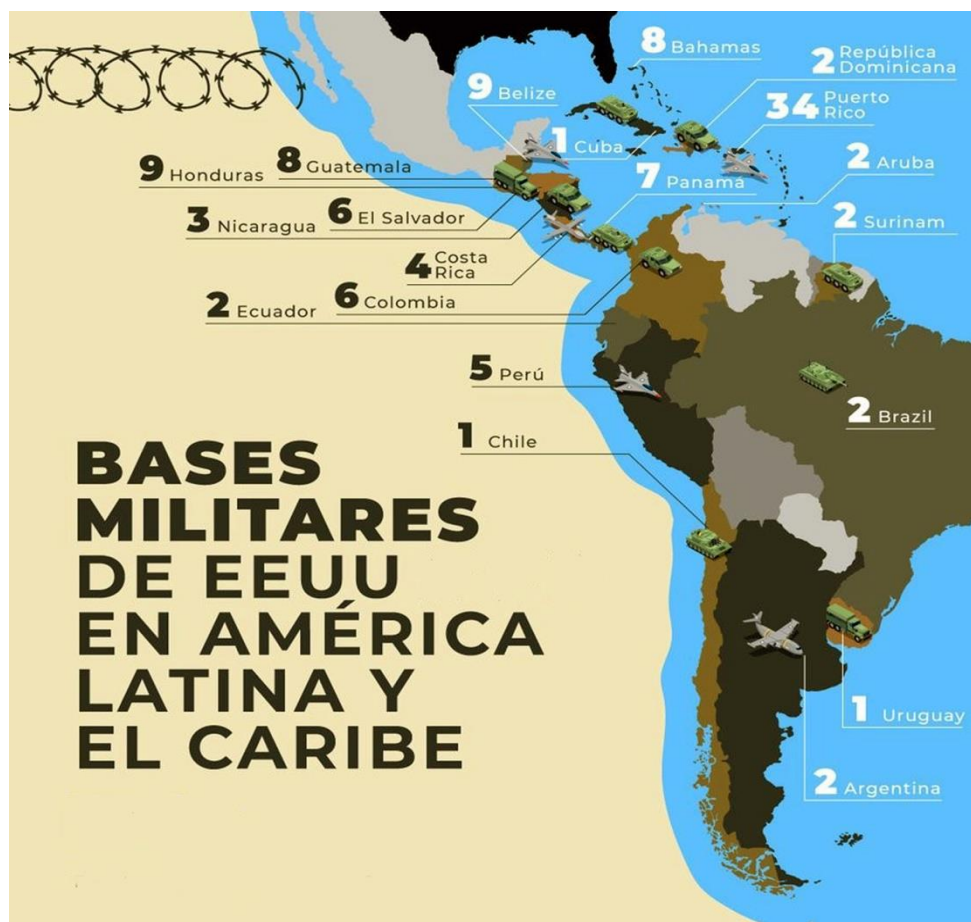 8 Bahamas
2 República
Dominicana
9 Belize
34 Puerto
Rico
1 Cuba
2 Aruba
8 Guatemala
9 Honduras
7 Panamá
6 El Salvador
3 Nicaragua
2 Surinam
4 Costa
Rica
6 Colombia
2 Ecuador
5 Perú
2 Brazil
1 Chile
BASES
MILITARES
DE EEUU
EN AMÉRICA
LATINA Y
EL CARIBE
1 Uruguay
2 Argentina